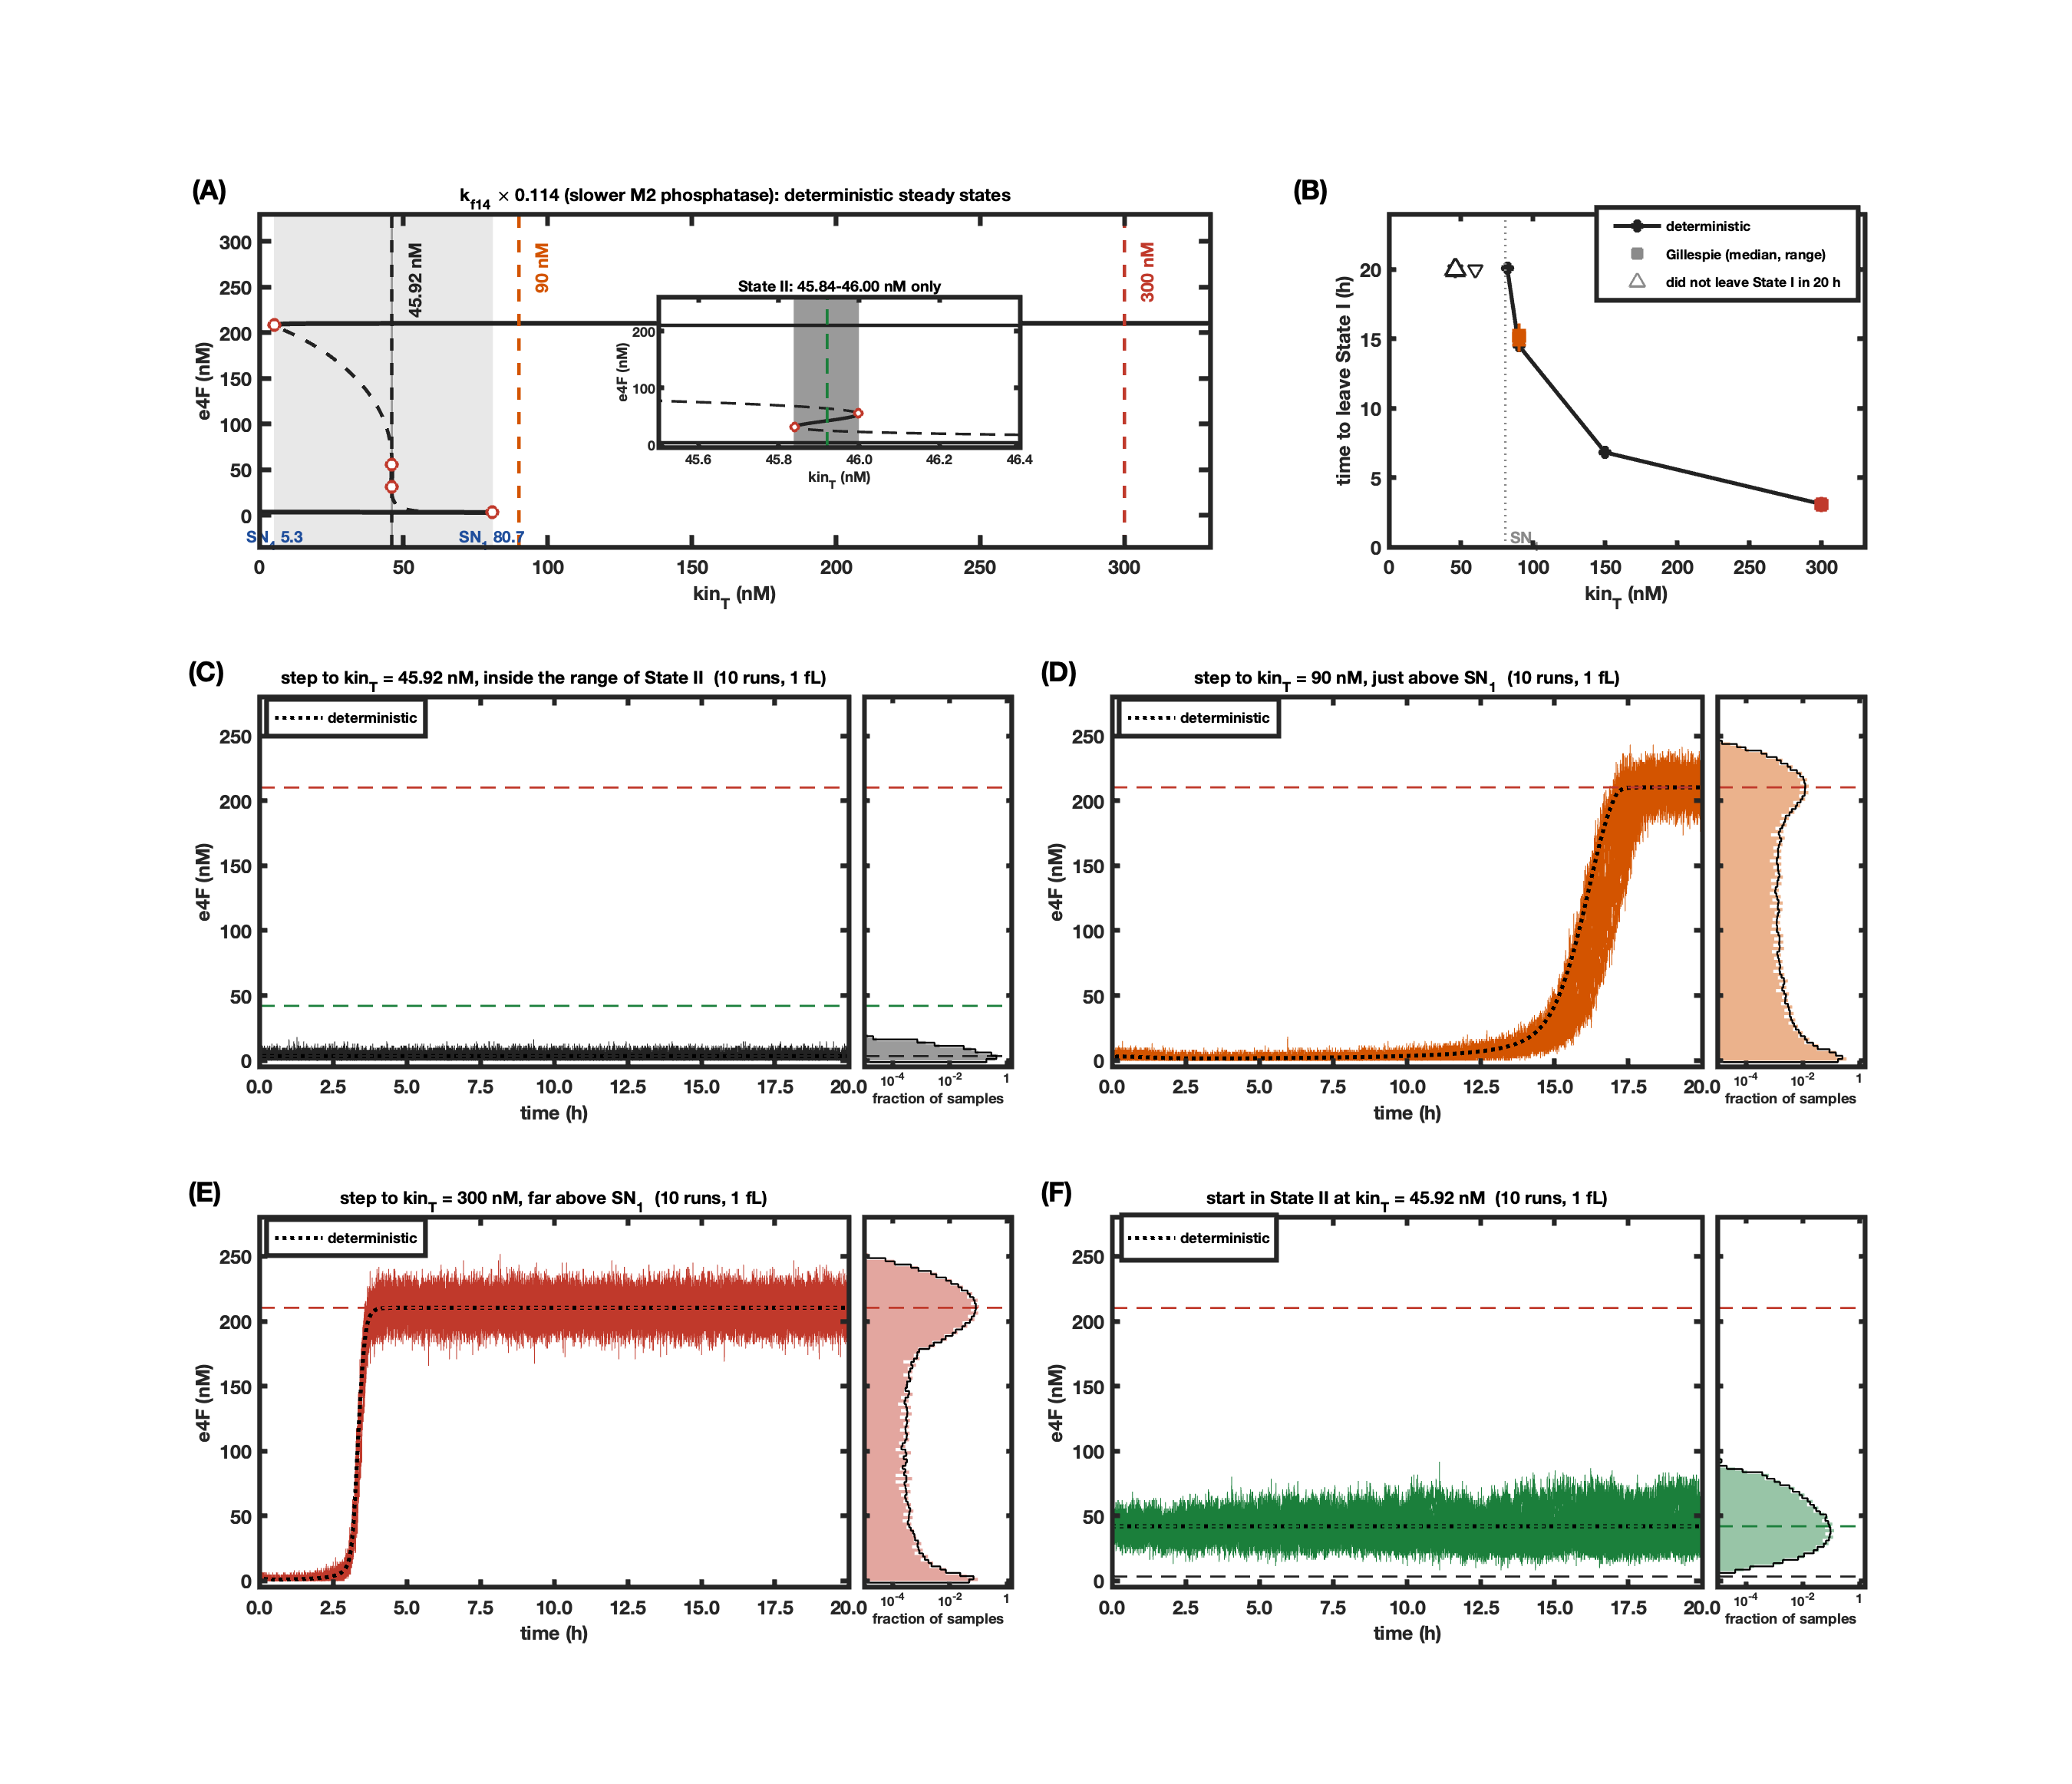 (A)
k_f14 × 0.114 (slower M2 phosphatase): deterministic steady states
300
250
200
150
100
50
0
e4F (nM)
45.92 nM
90 nM
300 nM
SN 5.3
SN 80.7
0 50 100 150 200 250 300
kin_T (nM)
State II: 45.84-46.00 nM only
200
100
0
e4F (nM)
45.6 45.8 46.0 46.2 46.4
kin_T (nM)
(B)
deterministic
Gillespie (median, range)
did not leave State I in 20 h
20
15
10
5
0
time to leave State I (h)
SN
0 50 100 150 200 250 300
kin_T (nM)
(C)
step to kin_T = 45.92 nM, inside the range of State II (10 runs, 1 fL)
deterministic
250
200
150
100
50
0
e4F (nM)
0.0 2.5 5.0 7.5 10.0 12.5 15.0 17.5 20.0
time (h)
10^-4 10^-2 1
fraction of samples
(D)
step to kin_T = 90 nM, just above SN_1 (10 runs, 1 fL)
deterministic
250
200
150
100
50
0
e4F (nM)
0.0 2.5 5.0 7.5 10.0 12.5 15.0 17.5 20.0
time (h)
10^-4 10^-2 1
fraction of samples
(E)
step to kin_T = 300 nM, far above SN_1 (10 runs, 1 fL)
deterministic
250
200
150
100
50
0
e4F (nM)
0.0 2.5 5.0 7.5 10.0 12.5 15.0 17.5 20.0
time (h)
10^-4 10^-2 1
fraction of samples
(F)
start in State II at kin_T = 45.92 nM (10 runs, 1 fL)
deterministic
250
200
150
100
50
0
e4F (nM)
0.0 2.5 5.0 7.5 10.0 12.5 15.0 17.5 20.0
time (h)
10^-4 10^-2 1
fraction of samples